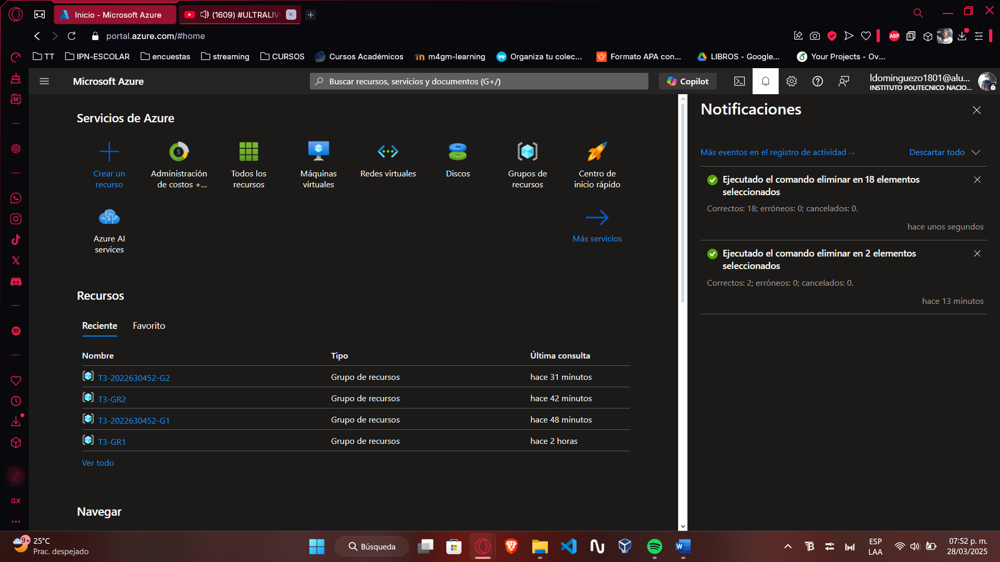 Inicio - Microsoft Azure
(1609) #ULTRALIV
portal.azure.com/#home
ABP
TT
IPN-ESCOLAR
encuestas
streaming
CURSOS
Cursos Académicos
m4gm-learning
Organiza tu colec...
Formato APA con...
LIBROS - Google...
Your Projects - Ov...
Microsoft Azure
Buscar recursos, servicios y documentos (G+/)
Copilot
ldominguezo1801@alu...
INSTITUTO POLITECNICO NACIO...
Servicios de Azure
Crear un
recurso
Administración
de costos +...
Todos los
recursos
Máquinas
virtuales
Redes virtuales
Discos
Grupos de
recursos
Centro de
inicio rápido
Azure AI
services
Más servicios
Recursos
Reciente
Favorito
Nombre
Tipo
Última consulta
T3-2022630452-G2
Grupo de recursos
hace 31 minutos
T3-GR2
Grupo de recursos
hace 42 minutos
T3-2022630452-G1
Grupo de recursos
hace 48 minutos
T3-GR1
Grupo de recursos
hace 2 horas
Ver todo
Navegar
Notificaciones
Más eventos en el registro de actividad →
Descartar todo
Ejecutado el comando eliminar en 18 elementos
seleccionados
Correctos: 18; erróneos: 0; cancelados: 0.
hace unos segundos
Ejecutado el comando eliminar en 2 elementos
seleccionados
Correctos: 2; erróneos: 0; cancelados: 0.
hace 13 minutos
GX
9+
25°C
Prac. despejado
Búsqueda
ESP
LAA
07:52 p. m.
28/03/2025